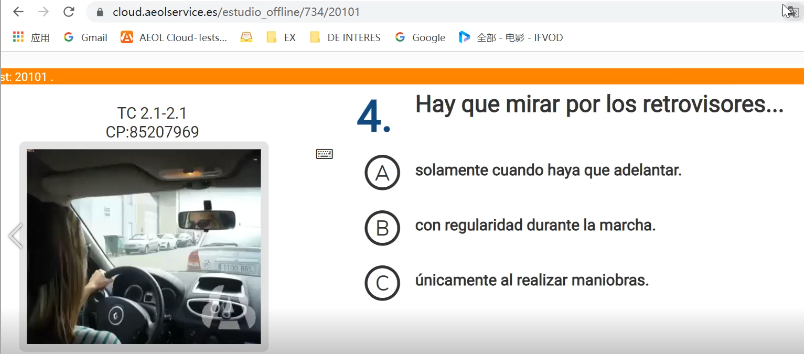 cloud.aeolservice.es/estudio_offline/734/20101
应用 Gmail AEOL Cloud-Tests... EX DE INTERES Google 全部 - 电影 - IFVOD
st: 20101 .
TC 2.1-2.1
CP:85207969
4. Hay que mirar por los retrovisores...
A solamente cuando haya que adelantar.
B con regularidad durante la marcha.
C únicamente al realizar maniobras.